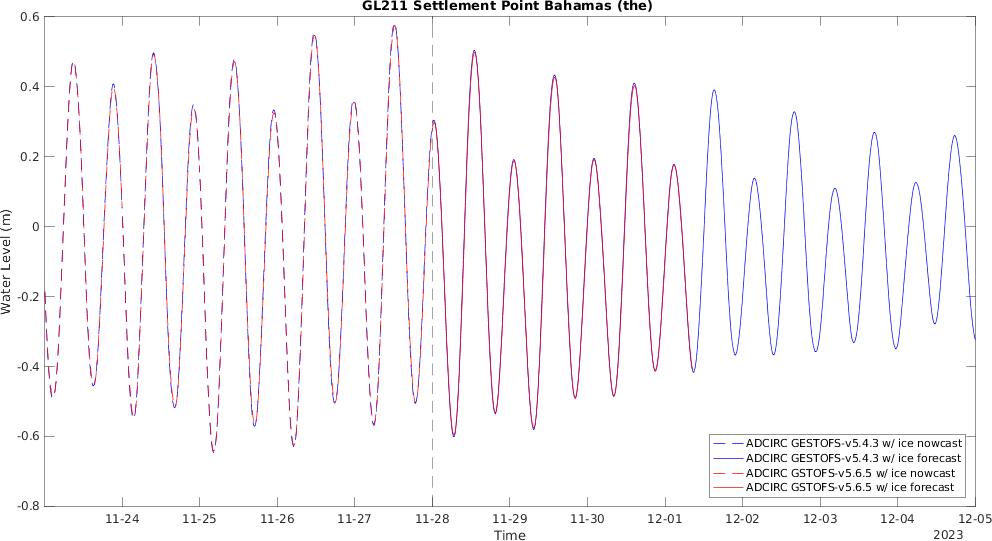 GL211 Settlement Point Bahamas (the)
0.6
0.4
0.2
0
-0.2
-0.4
-0.6
-0.8
Water Level (m)
ADCIRC GESTOFS-v5.4.3 w/ ice nowcast
ADCIRC GESTOFS-v5.4.3 w/ ice forecast
ADCIRC GSTOFS-v5.6.5 w/ ice nowcast
ADCIRC GSTOFS-v5.6.5 w/ ice forecast
11-24 11-25 11-26 11-27 11-28 11-29 11-30 12-01 12-02 12-03 12-04 12-05
Time
2023